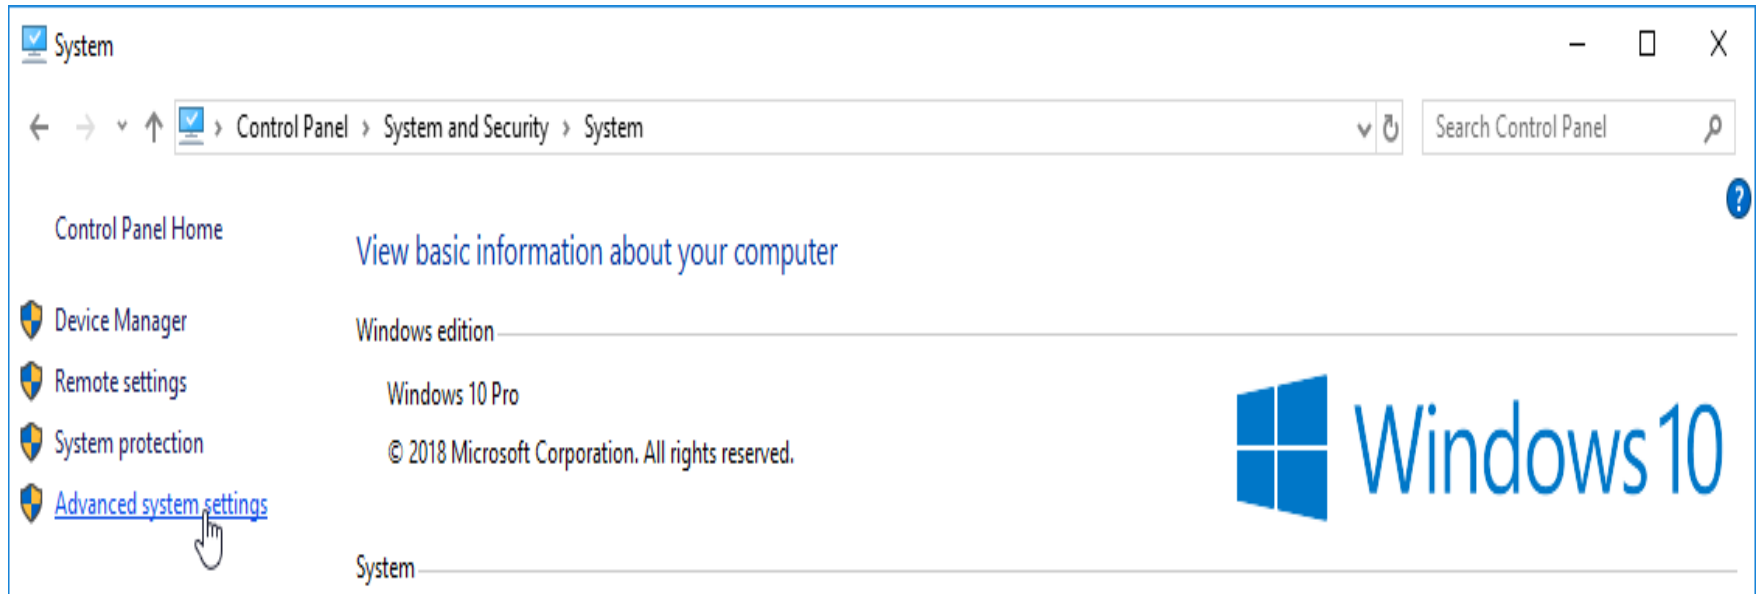 System
Control Panel › System and Security › System
Search Control Panel
Control Panel Home
Device Manager
Remote settings
System protection
Advanced system settings
View basic information about your computer
Windows edition
Windows 10 Pro
© 2018 Microsoft Corporation. All rights reserved.
Windows 10
System
?